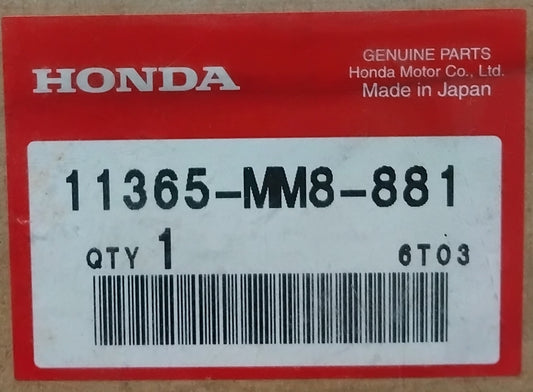 HONDA
GENUINE PARTS
Honda Motor Co., Ltd.
Made in Japan
11365-MM8-881
QTY 1 6T03